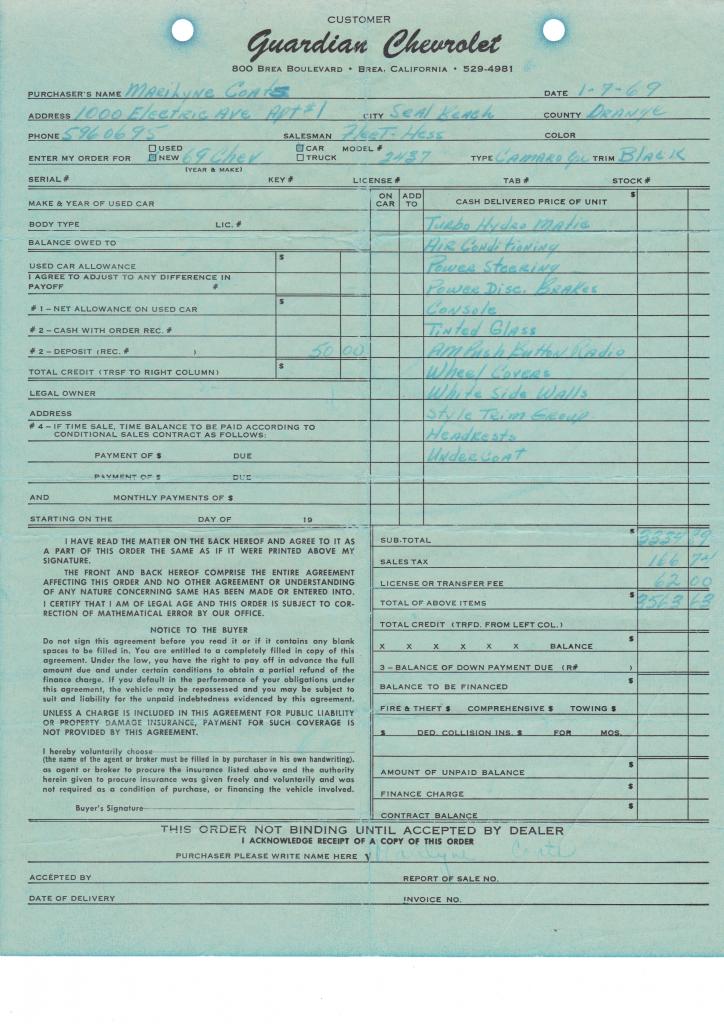 CUSTOMER
Guardian Chevrolet
800 BREA BOULEVARD • BREA, CALIFORNIA • 529-4981
PURCHASER'S NAME Marilyne Coats DATE 1-7-69
ADDRESS 1000 Electric Ave Apt #1 CITY Seal Beach COUNTY Orange
PHONE 5960695 SALESMAN Fleet-Hess COLOR
ENTER MY ORDER FOR USED NEW 69 Chev CAR TRUCK MODEL # 2437 TYPE Camaro TRIM Black
(YEAR & MAKE)
SERIAL # KEY # LICENSE # TAB # STOCK #
MAKE & YEAR OF USED CAR
BODY TYPE LIC. #
BALANCE OWED TO
USED CAR ALLOWANCE $
I AGREE TO ADJUST TO ANY DIFFERENCE IN
PAYOFF #
# 1 – NET ALLOWANCE ON USED CAR $
# 2 – CASH WITH ORDER REC. #
# 2 – DEPOSIT (REC. # ) 50 00
TOTAL CREDIT (TRSF TO RIGHT COLUMN) $
LEGAL OWNER
ADDRESS
# 4 – IF TIME SALE, TIME BALANCE TO BE PAID ACCORDING TO
CONDITIONAL SALES CONTRACT AS FOLLOWS:
PAYMENT OF $ DUE
PAYMENT OF $ DUE
AND MONTHLY PAYMENTS OF $
STARTING ON THE DAY OF 19
ON CAR ADD TO CASH DELIVERED PRICE OF UNIT $
Turbo Hydro Matic
Air Conditioning
Power Steering
Power Disc. Brakes
Console
Tinted Glass
AM Push Button Radio
Wheel Covers
White Side Walls
Style Trim Group
Headrests
Undercoat
I HAVE READ THE MATTER ON THE BACK HEREOF AND AGREE TO IT AS
A PART OF THIS ORDER THE SAME AS IF IT WERE PRINTED ABOVE MY
SIGNATURE.
THE FRONT AND BACK HEREOF COMPRISE THE ENTIRE AGREEMENT
AFFECTING THIS ORDER AND NO OTHER AGREEMENT OR UNDERSTANDING
OF ANY NATURE CONCERNING SAME HAS BEEN MADE OR ENTERED INTO.
I CERTIFY THAT I AM OF LEGAL AGE AND THIS ORDER IS SUBJECT TO COR-
RECTION OF MATHEMATICAL ERROR BY OUR OFFICE.
NOTICE TO THE BUYER
Do not sign this agreement before you read it or if it contains any blank
spaces to be filled in. You are entitled to a completely filled in copy of this
agreement. Under the law, you have the right to pay off in advance the full
amount due and under certain conditions to obtain a partial refund of the
finance charge. If you default in the performance of your obligations under
this agreement, the vehicle may be repossessed and you may be subject to
suit and liability for the unpaid indebtedness evidenced by this agreement.
UNLESS A CHARGE IS INCLUDED IN THIS AGREEMENT FOR PUBLIC LIABILITY
OR PROPERTY DAMAGE INSURANCE, PAYMENT FOR SUCH COVERAGE IS
NOT PROVIDED BY THIS AGREEMENT.
I hereby voluntarily choose
(the name of the agent or broker must be filled in by purchaser in his own handwriting).
as agent or broker to procure the insurance listed above and the authority
herein given to procure insurance was given freely and voluntarily and was
not required as a condition of purchase, or financing the vehicle involved.
Buyer's Signature
SUB-TOTAL $ 3334 89
SALES TAX 166 74
LICENSE OR TRANSFER FEE 62 00
TOTAL OF ABOVE ITEMS 3563 63
TOTAL CREDIT (TRFD. FROM LEFT COL.)
X X X X X X BALANCE $
3 – BALANCE OF DOWN PAYMENT DUE (R# )
BALANCE TO BE FINANCED $
FIRE & THEFT $ COMPREHENSIVE $ TOWING $
$ DED. COLLISION INS. $ FOR MOS.
AMOUNT OF UNPAID BALANCE $
FINANCE CHARGE $
CONTRACT BALANCE $
THIS ORDER NOT BINDING UNTIL ACCEPTED BY DEALER
I ACKNOWLEDGE RECEIPT OF A COPY OF THIS ORDER
PURCHASER PLEASE WRITE NAME HERE Marilyne Coats
ACCEPTED BY REPORT OF SALE NO.
DATE OF DELIVERY INVOICE NO.